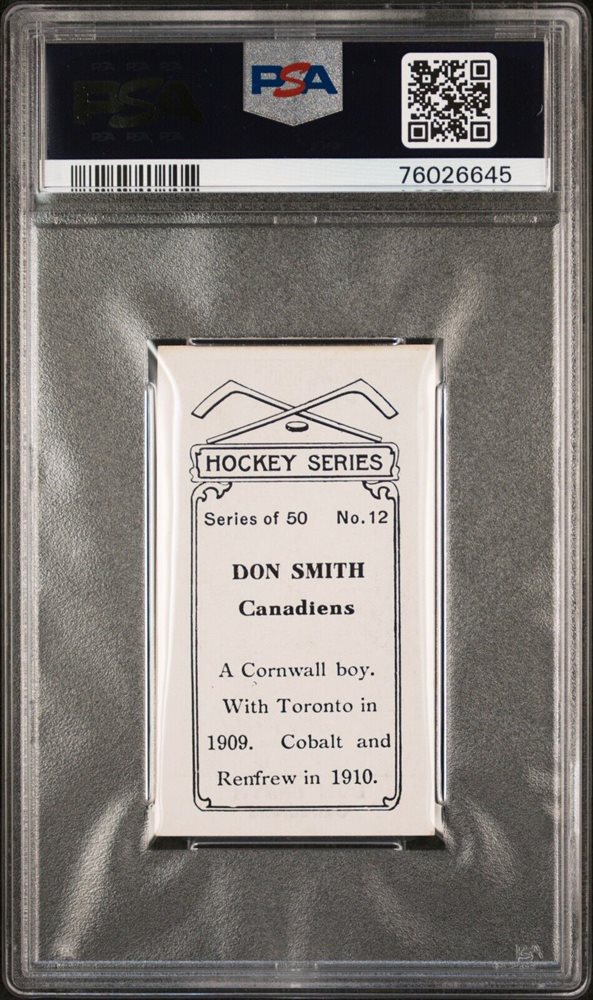 PSA
76026645
HOCKEY SERIES
Series of 50 No.12
DON SMITH
Canadiens
A Cornwall boy.
With Toronto in
1909. Cobalt and
Renfrew in 1910.
PSA